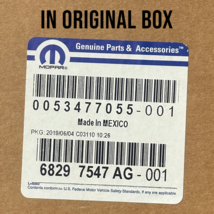 IN ORIGINAL BOX
Genuine Parts & Accessories™
MOPAR®
0053477055-001
Made in MEXICO
PKG. 2018/06/04 C03110 10:26
6829 7547 AG -001
Contents conform to U.S. Federal Motor Vehicle Safety Standards, if any are applicable